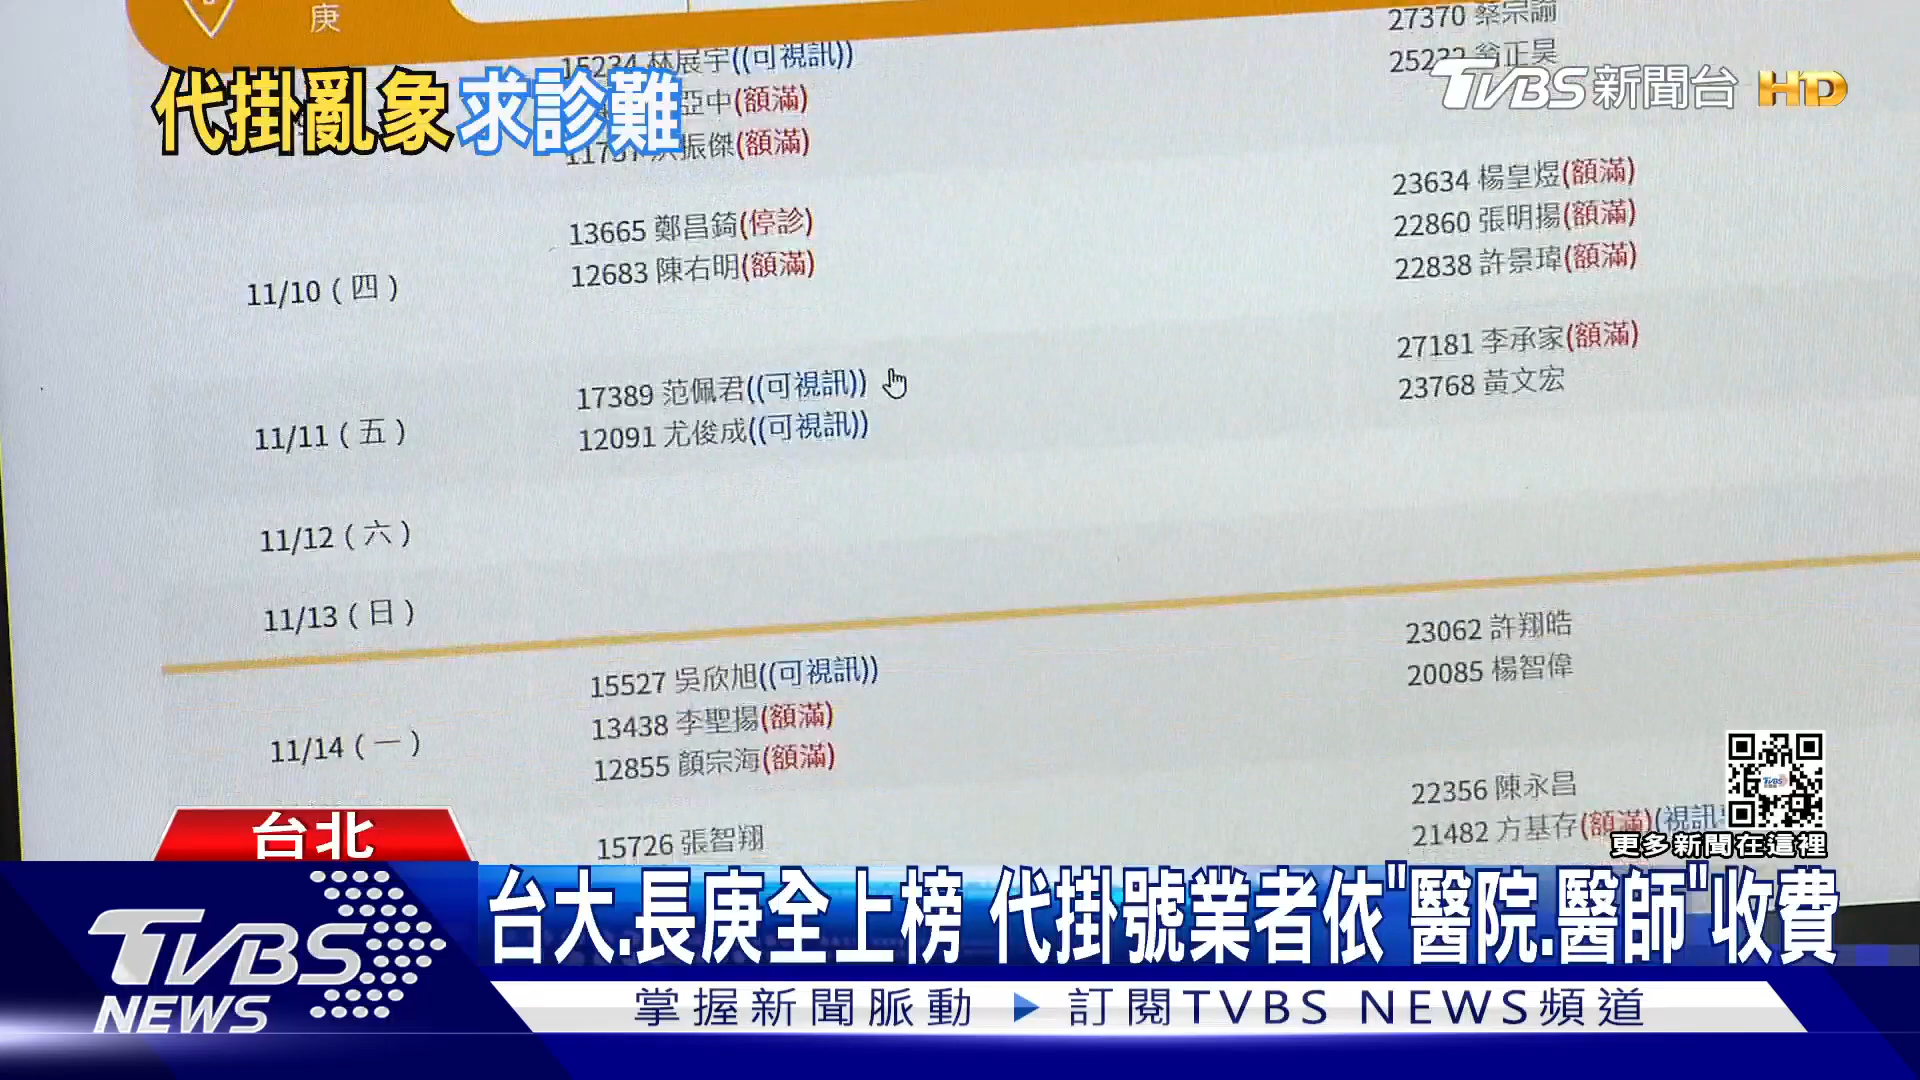 庚
27370 蔡宗諭
15234 林展宇((可視訊))
翁正昊
TVBS新聞台 HD
代掛亂象 求診難
亞中(額滿)
振傑(額滿)
23634 楊皇煜(額滿)
13665 鄭昌錡(停診)
22860 張明揚(額滿)
12683 陳右明(額滿)
22838 許景瑋(額滿)
11/10 ( 四 )
27181 李承家(額滿)
17389 范佩君((可視訊))
23768 黃文宏
12091 尤俊成((可視訊))
11/11 ( 五 )
11/12 ( 六 )
11/13 ( 日 )
23062 許翔皓
15527 吳欣旭((可視訊))
20085 楊智偉
13438 李聖揚(額滿)
11/14 ( 一 )
12855 顏宗海(額滿)
22356 陳永昌
15726 張智翔
21482 方基存(額滿)(視訊
更多新聞在這裡
台北
台大.長庚全上榜 代掛號業者依"醫院.醫師"收費
TVBS
NEWS
掌握新聞脈動 ▶ 訂閱TVBS NEWS頻道